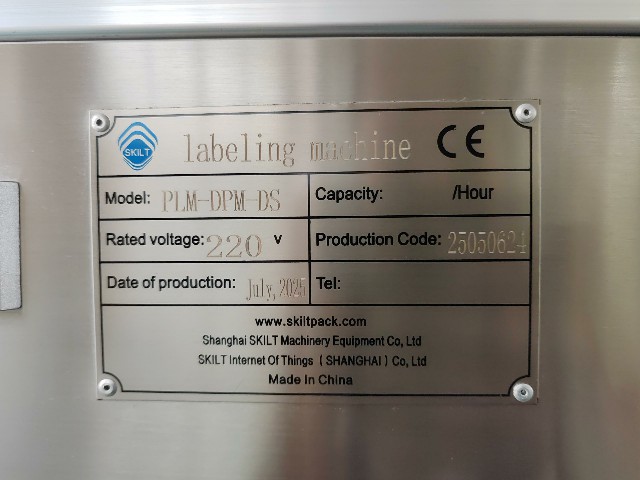 SKILT
labeling machine CE
Model: PLM-DPM-DS Capacity: /Hour
Rated voltage: 220 V Production Code: 25050624
Date of production: July, 2025 Tel:
www.skiltpack.com
Shanghai SKILT Machinery Equipment Co, Ltd
SKILT Internet Of Things ( SHANGHAI ) Co, Ltd
Made In China